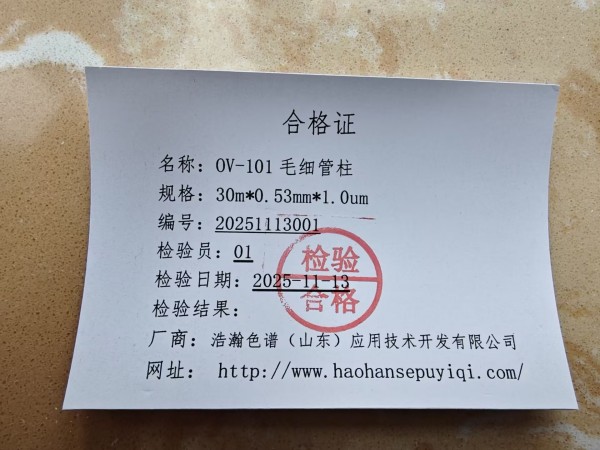 合格证
名称：OV-101 毛细管柱
规格：30m*0.53mm*1.0um
编号：20251113001
检验员：01
检验日期：2025-11-13
检验结果：
检验
合格
厂商：浩瀚色谱（山东）应用技术开发有限公司
网址： http://www.haohansepuyiqi.com/